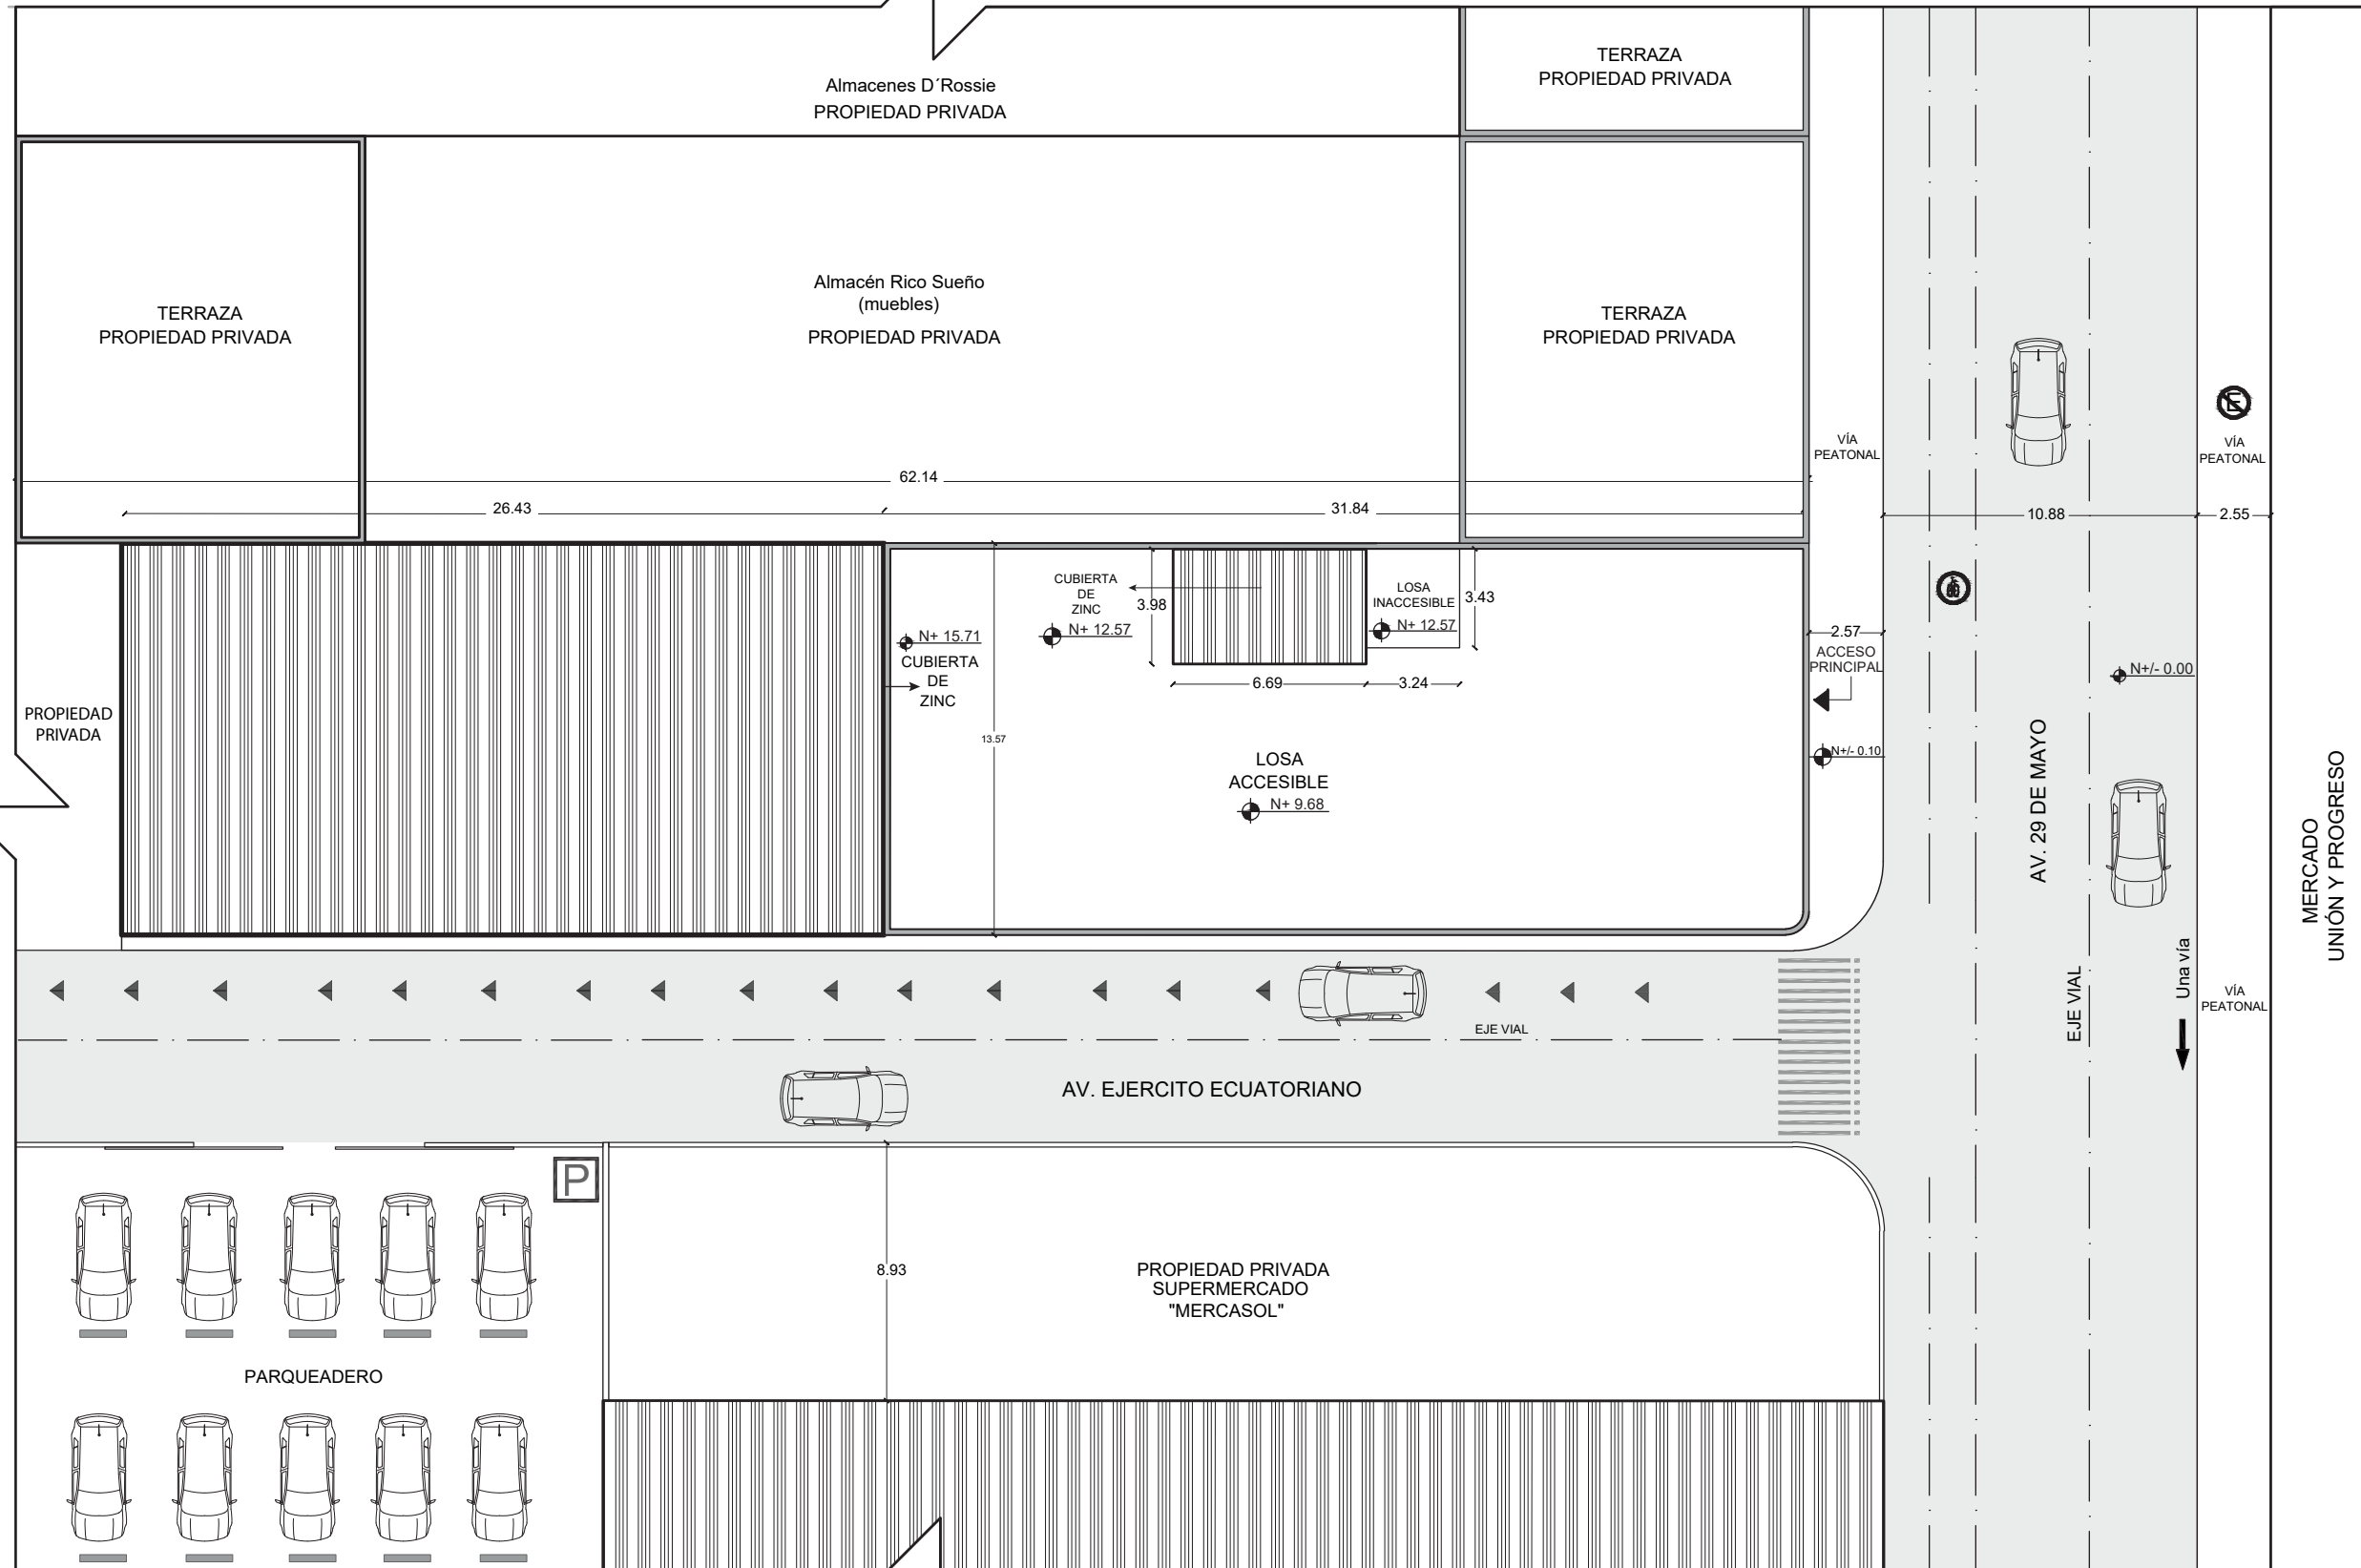 TERRAZA
PROPIEDAD PRIVADA
Almacenes D´Rossie
PROPIEDAD PRIVADA
TERRAZA
PROPIEDAD PRIVADA
Almacén Rico Sueño
(muebles)
PROPIEDAD PRIVADA
TERRAZA
PROPIEDAD PRIVADA
VÍA
PEATONAL
E
VÍA
PEATONAL
62.14
26.43
31.84
10.88
2.55
CUBIERTA
DE
ZINC
3.98
N+ 12.57
LOSA
INACCESIBLE
N+ 12.57
3.43
N+ 15.71
CUBIERTA
DE
ZINC
6.69
3.24
2.57
ACCESO
PRINCIPAL
N+/- 0.00
N+/- 0.10
PROPIEDAD
PRIVADA
13.57
LOSA
ACCESIBLE
N+ 9.68
AV. 29 DE MAYO
MERCADO
UNIÓN Y PROGRESO
Una vía
EJE VIAL
VÍA
PEATONAL
EJE VIAL
AV. EJERCITO ECUATORIANO
P
8.93
PROPIEDAD PRIVADA
SUPERMERCADO
"MERCASOL"
PARQUEADERO